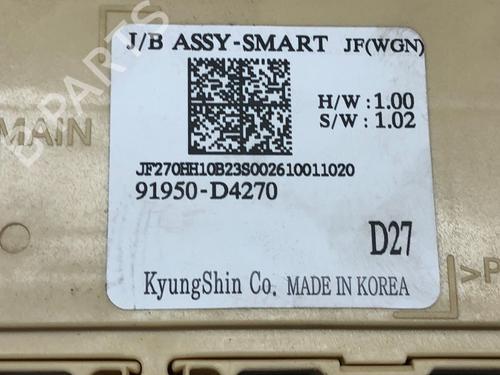 J/B ASSY-SMART JF(WGN)
MAIN
H/W : 1.00
S/W : 1.02
JF270HH10B23S002610011020
91950-D4270
D27
KyungShin Co. MADE IN KOREA
>P